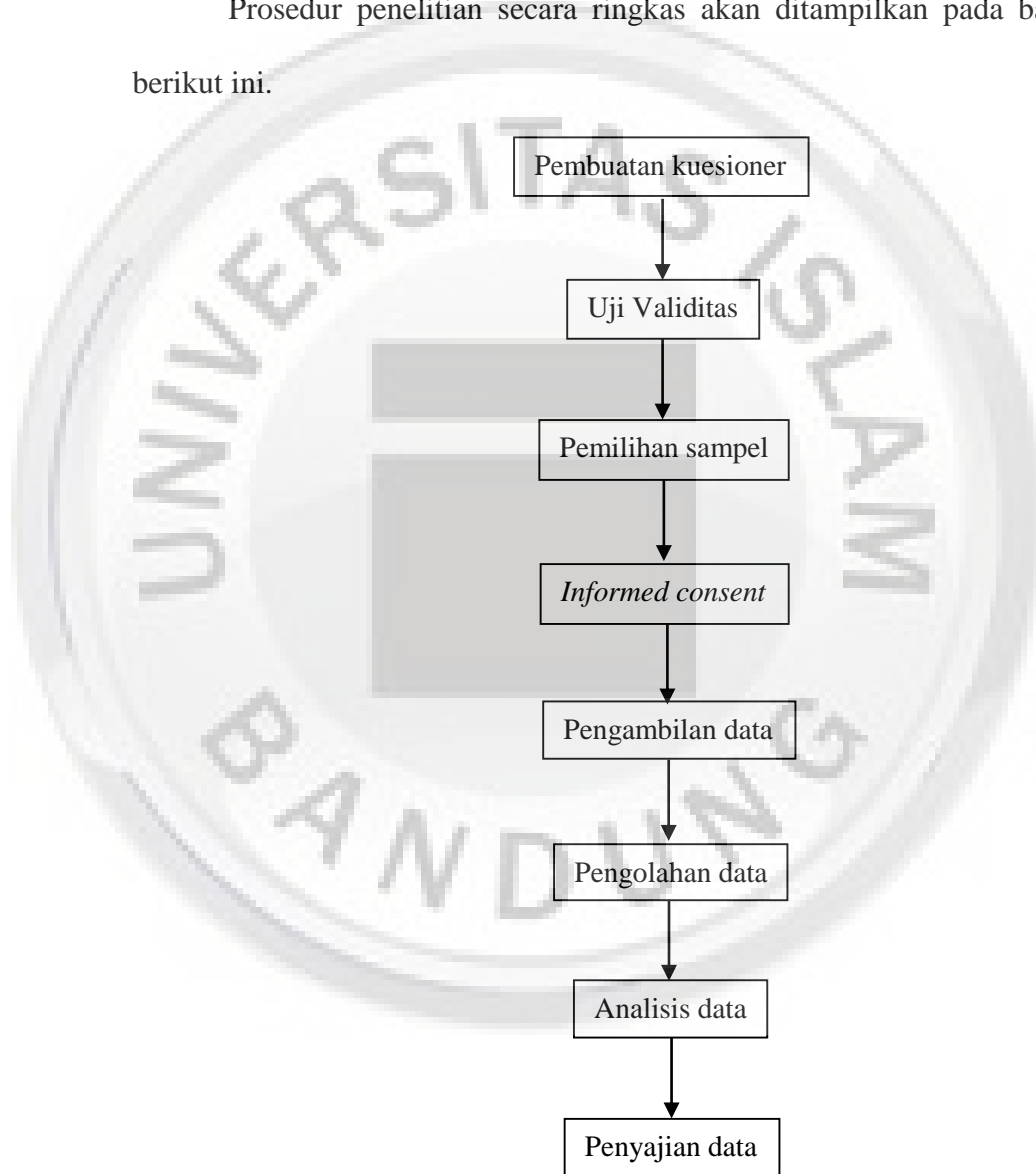 Prosedur penelitian secara ringkas akan ditampilkan pada
berikut ini.
UNIVERSITAS ISLAM
BANDUNG
Pembuatan kuesioner
Uji Validitas
Pemilihan sampel
Informed consent
Pengambilan data
Pengolahan data
Analisis data
Penyajian data